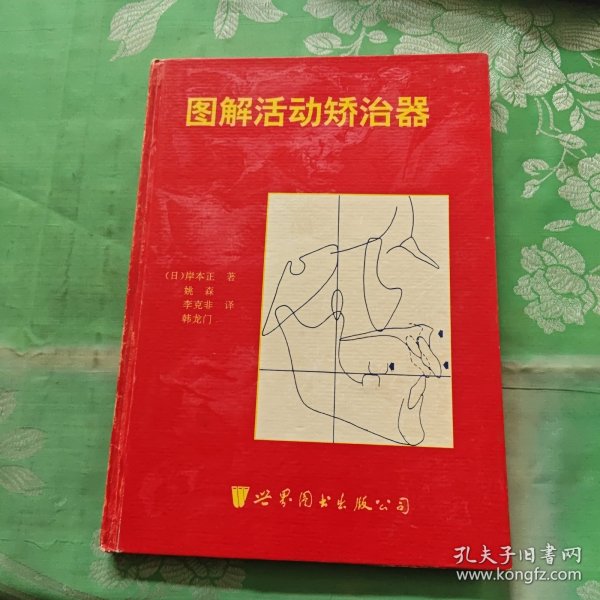 图解活动矫治器
(日)岸本正 著
姚森
李克非 译
韩龙门
世界图书出版公司
孔夫子旧书网
www.kongfz.com